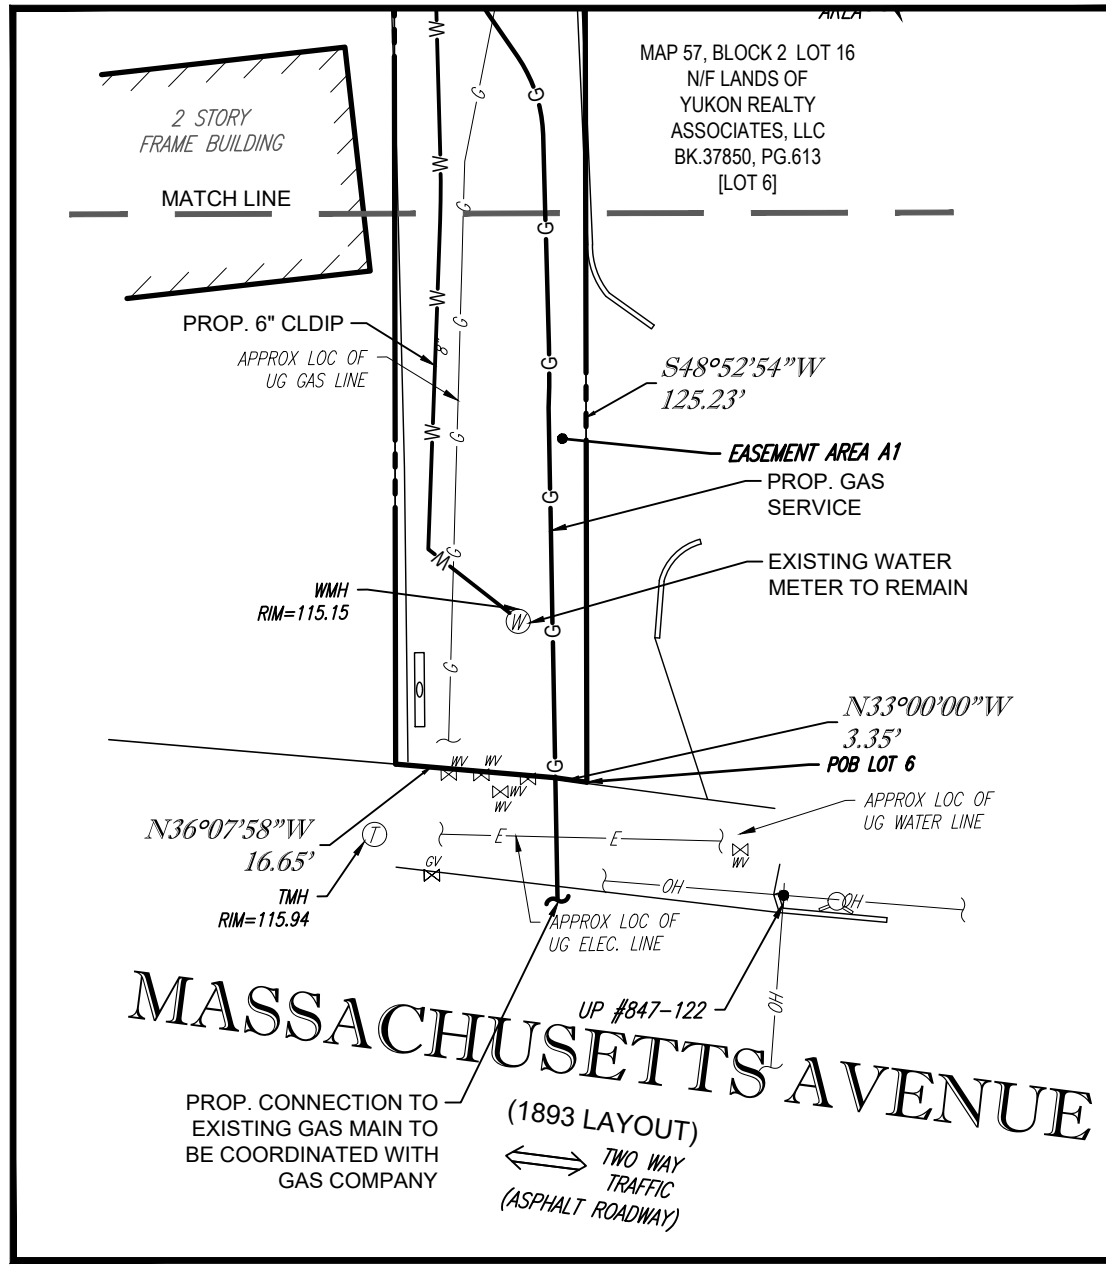 AREA
MAP 57, BLOCK 2 LOT 16
N/F LANDS OF
YUKON REALTY
ASSOCIATES, LLC
BK.37850, PG.613
[LOT 6]
2 STORY
FRAME BUILDING
MATCH LINE
W
W
W
W
W
G
G
G
G
G
G
G
G
G
G
G
G
G
PROP. 6" CLDIP
8"
APPROX LOC OF
UG GAS LINE
S48°52'54"W
125.23'
EASEMENT AREA A1
PROP. GAS
SERVICE
EXISTING WATER
METER TO REMAIN
WMH
RIM=115.15
W
N33°00'00"W
3.35'
POB LOT 6
WV
WV
WV
WV
APPROX LOC OF
UG WATER LINE
N36°07'58"W
16.65'
T
E
E
WV
GV
TMH
RIM=115.94
OH
OH
APPROX LOC OF
UG ELEC. LINE
UP #847-122
OH
MASSACHUSETTS AVENUE
PROP. CONNECTION TO
EXISTING GAS MAIN TO
BE COORDINATED WITH
GAS COMPANY
(1893 LAYOUT)
TWO WAY
TRAFFIC
(ASPHALT ROADWAY)